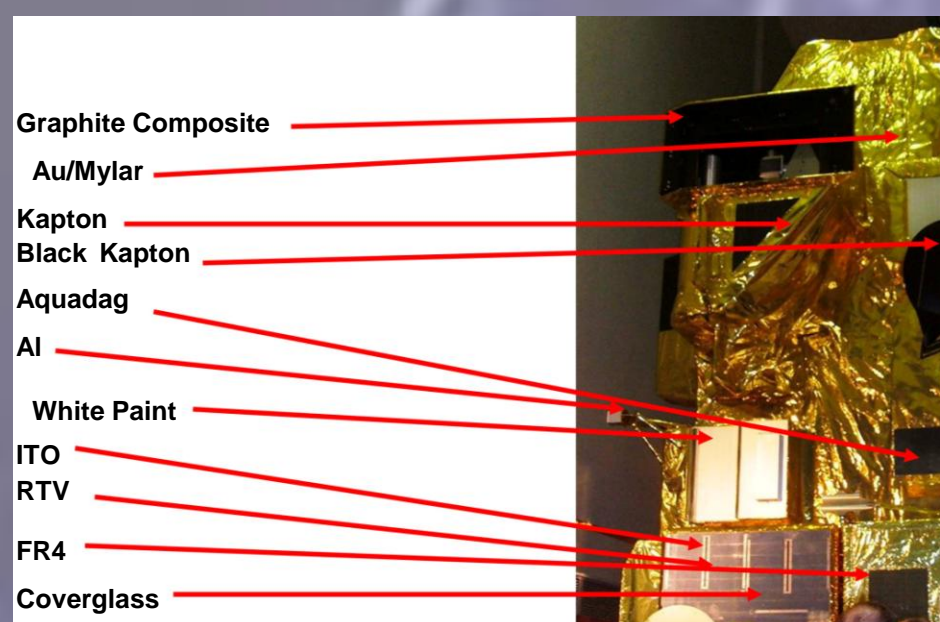 Graphite Composite
Au/Mylar
Kapton
Black Kapton
Aquadag
Al
White Paint
ITO
RTV
FR4
Coverglass